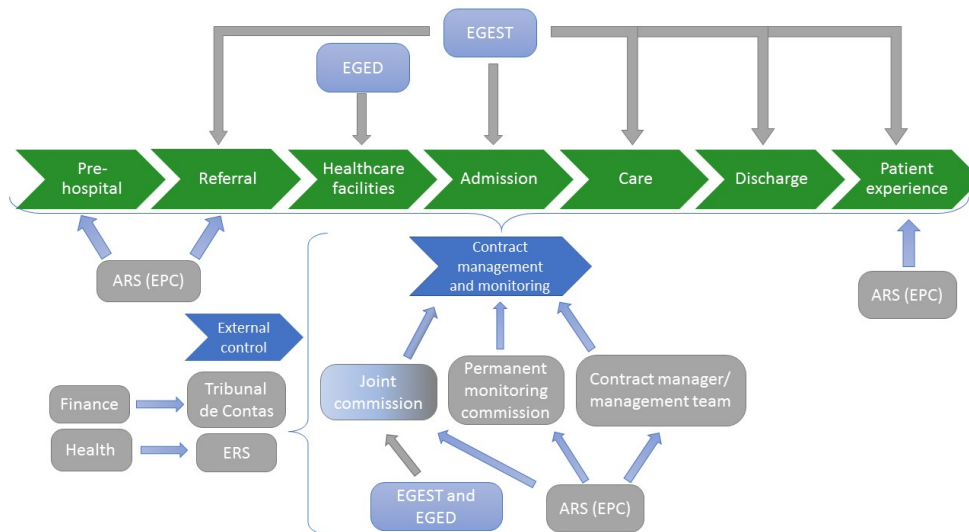 EGEST
EGED
Pre-
hospital
Referral
Healthcare
facilities
Admission
Care
Discharge
Patient
experience
ARS (EPC)
Contract
management
and monitoring
ARS (EPC)
External
control
Joint
commission
Permanent
monitoring
commission
Contract manager/
management team
Finance
Tribunal
de Contas
Health
ERS
EGEST and
EGED
ARS (EPC)